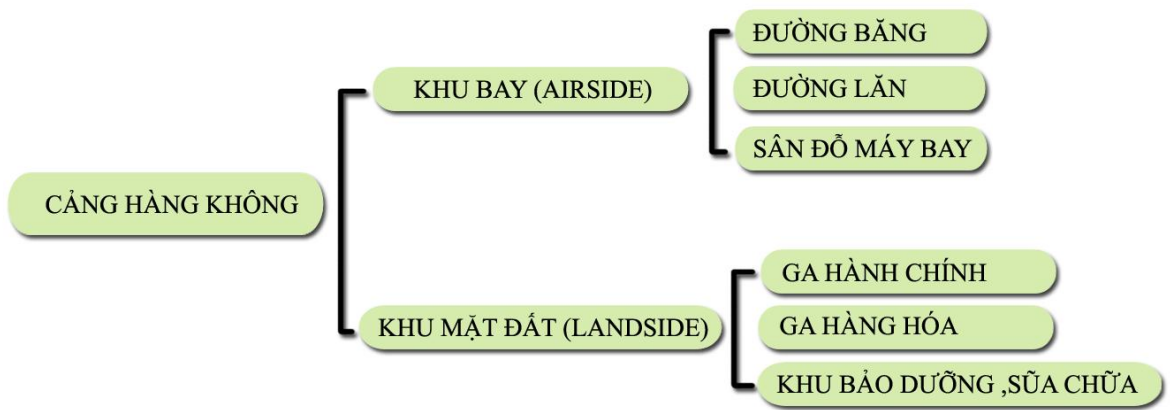 CẢNG HÀNG KHÔNG
KHU BAY (AIRSIDE)
ĐƯỜNG BĂNG
ĐƯỜNG LĂN
SÂN ĐỖ MÁY BAY
KHU MẶT ĐẤT (LANDSIDE)
GA HÀNH CHÍNH
GA HÀNG HÓA
KHU BẢO DƯỠNG ,SŨA CHỮA